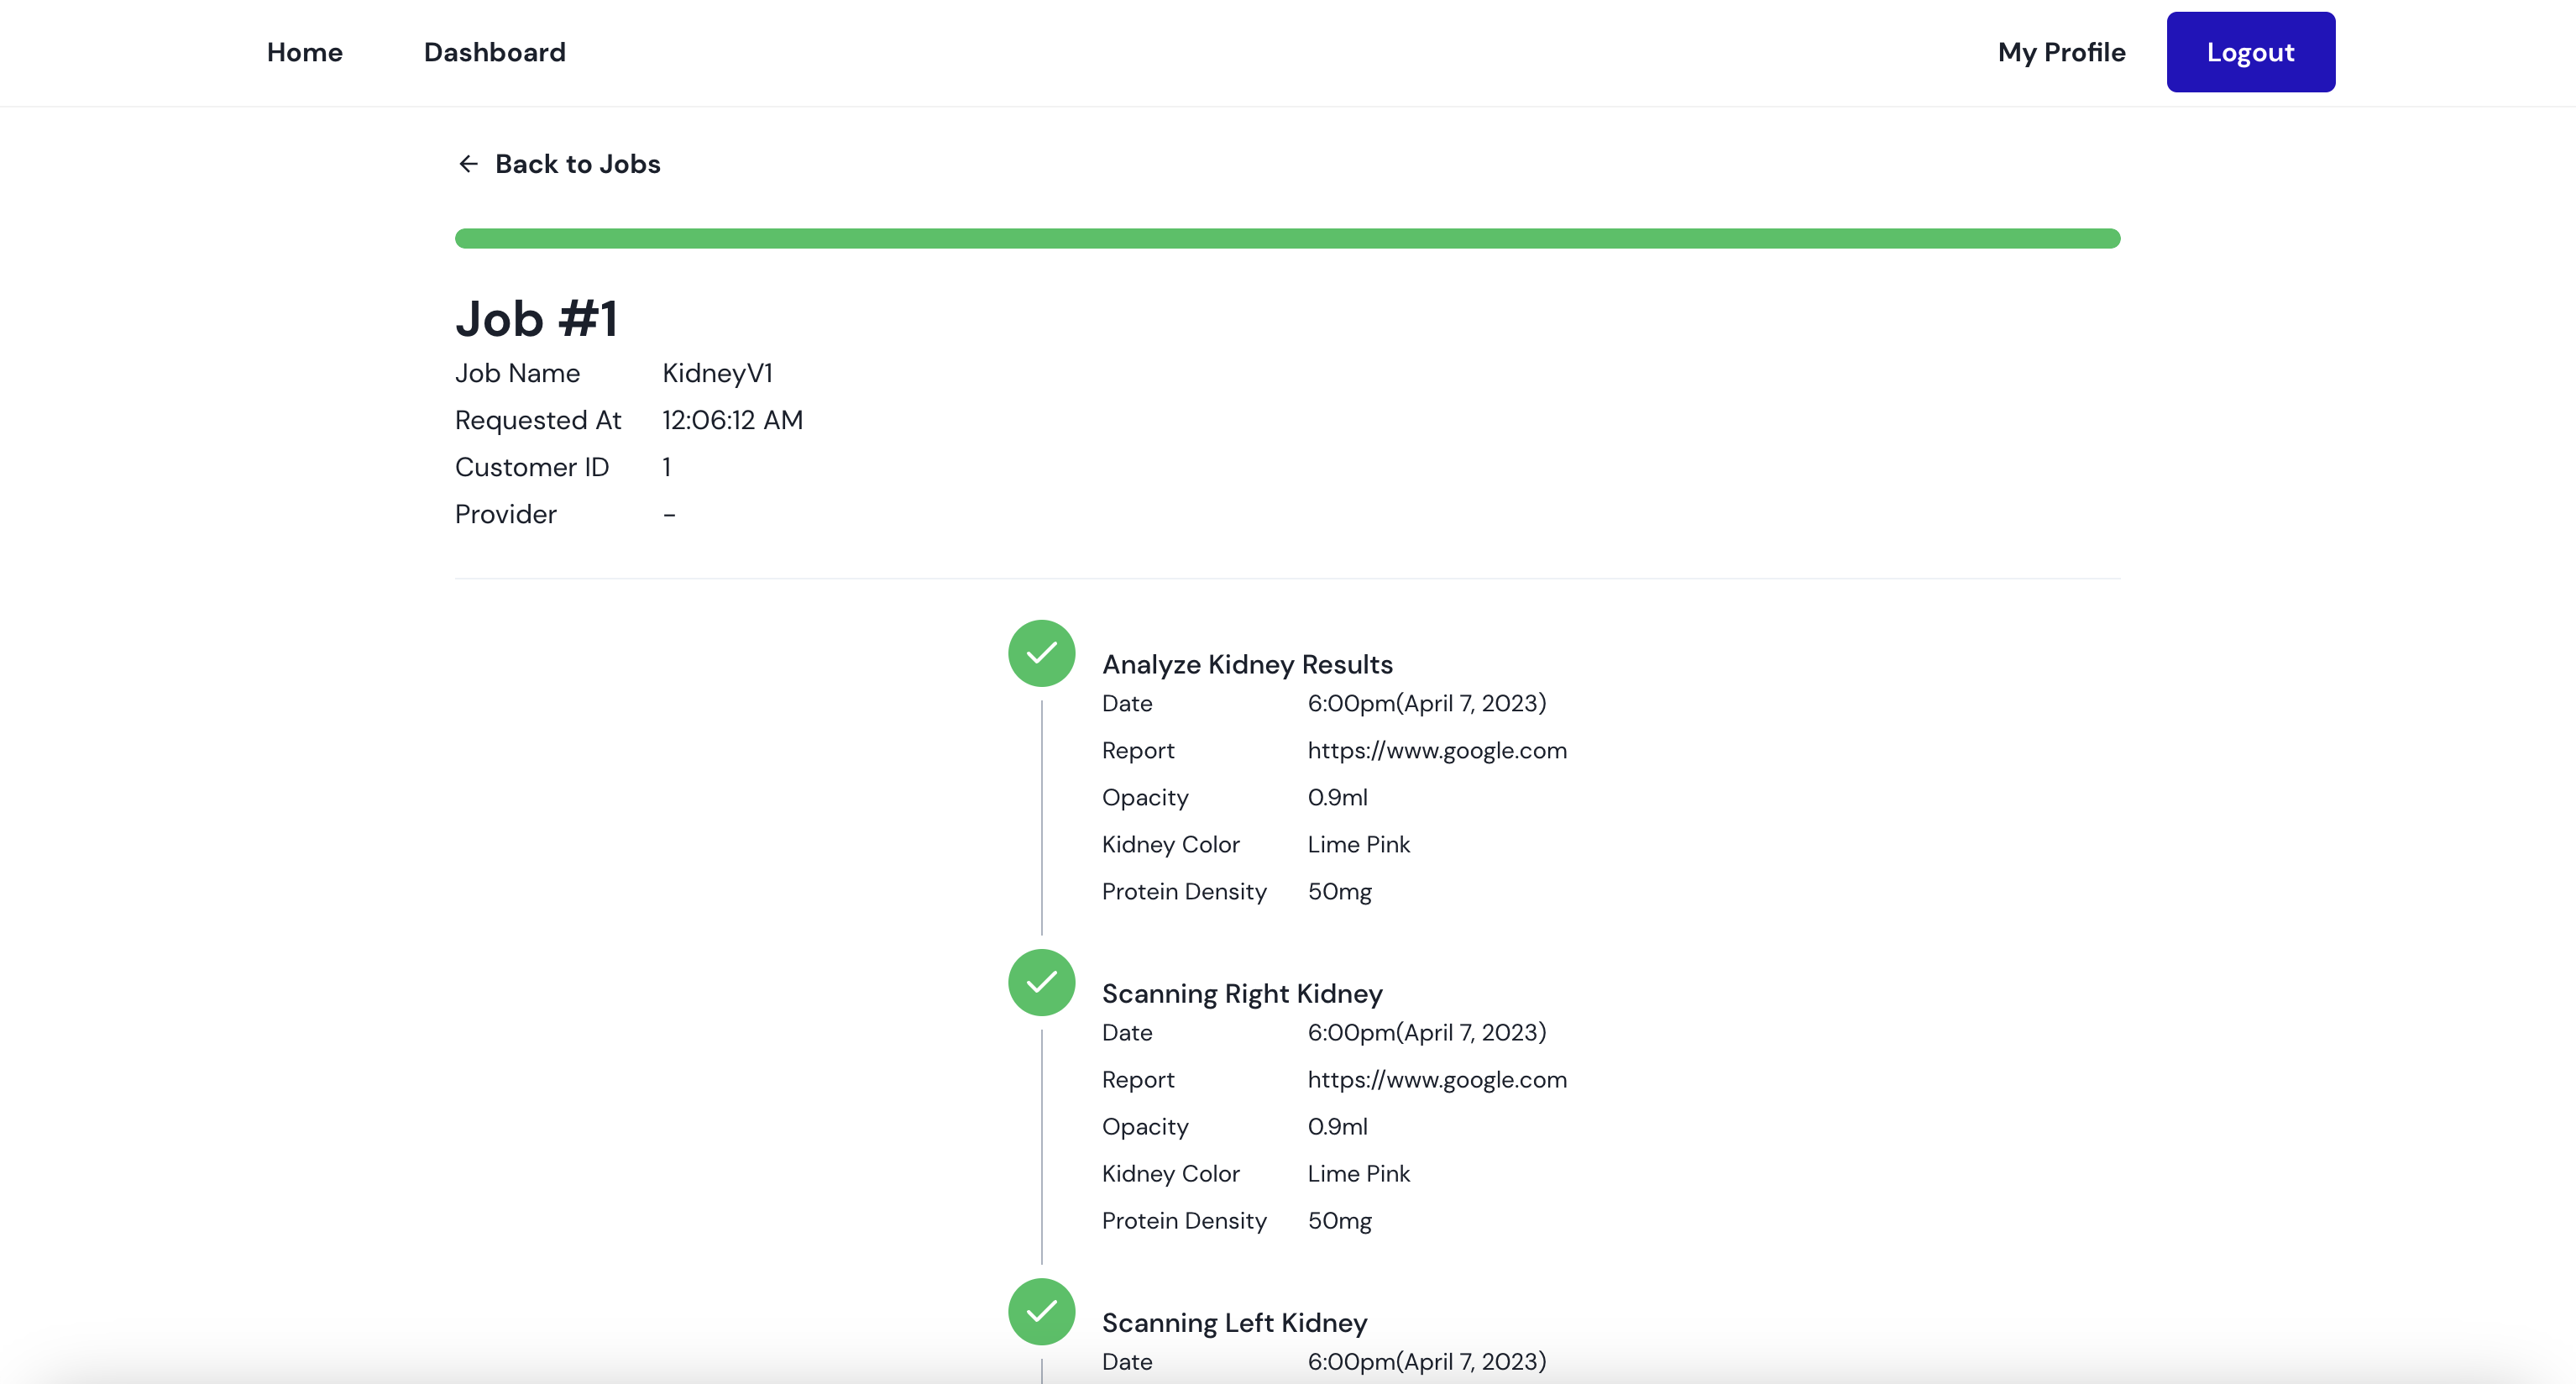 Home Dashboard My Profile Logout
Back to Jobs
Job #1
Job Name KidneyV1
Requested At 12:06:12 AM
Customer ID 1
Provider -
Analyze Kidney Results
Date 6:00pm(April 7, 2023)
Report https://www.google.com
Opacity 0.9ml
Kidney Color Lime Pink
Protein Density 50mg
Scanning Right Kidney
Date 6:00pm(April 7, 2023)
Report https://www.google.com
Opacity 0.9ml
Kidney Color Lime Pink
Protein Density 50mg
Scanning Left Kidney
Date 6:00pm(April 7, 2023)